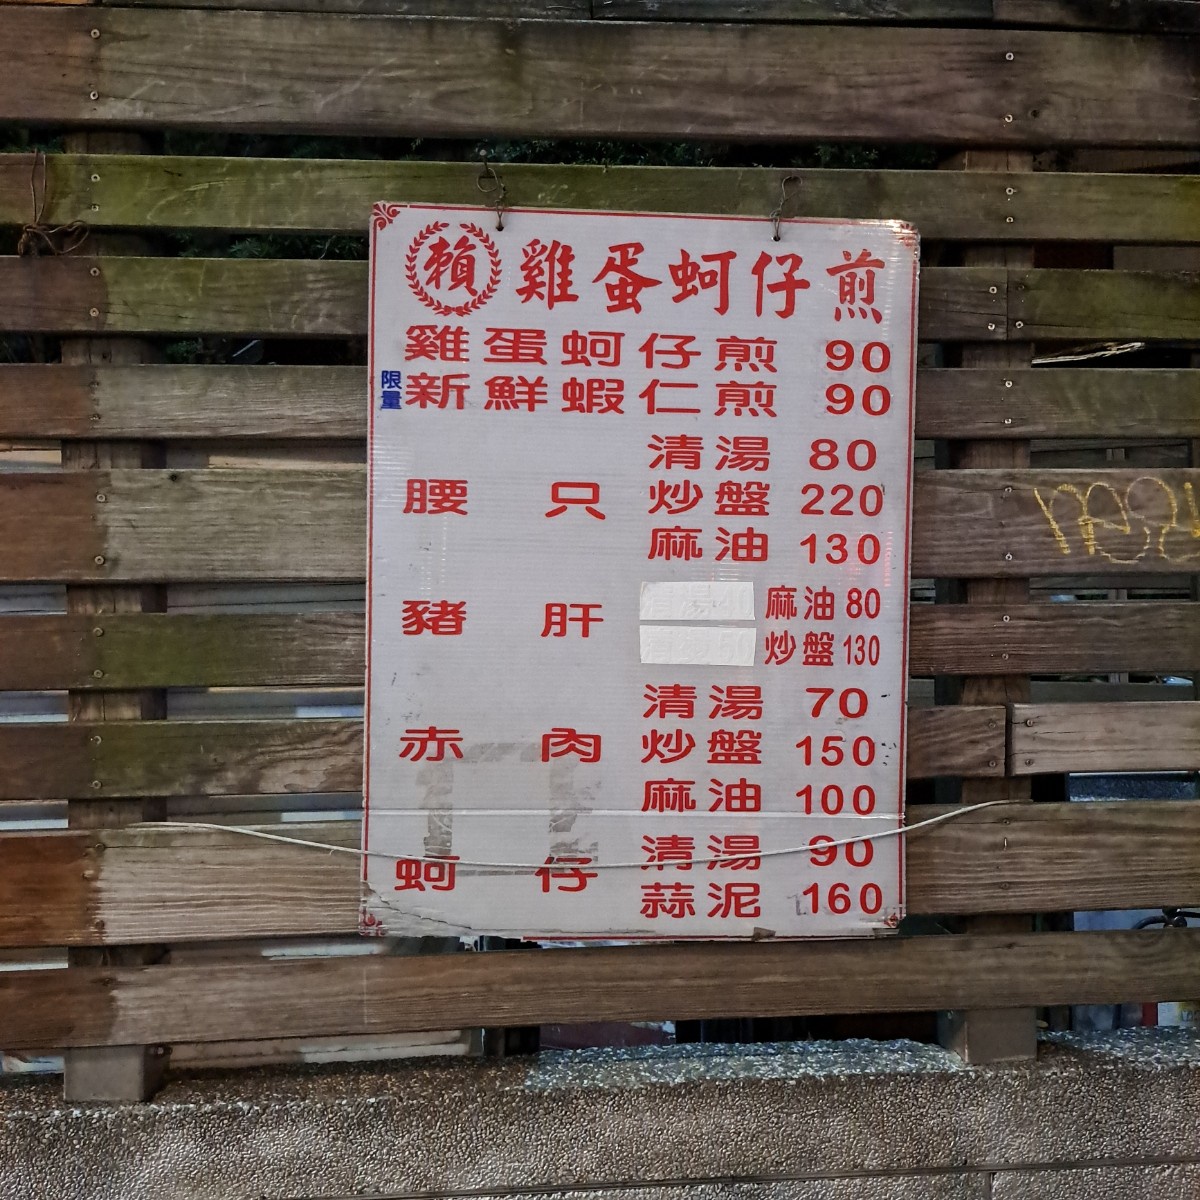 賴 雞蛋蚵仔煎
雞蛋蚵仔煎 90
限量 新鮮蝦仁煎 90
清湯 80
腰只 炒盤 220
麻油 130
豬肝 麻油 80
炒盤 130
清湯 70
赤肉 炒盤 150
麻油 100
清湯 90
蚵仔
蒜泥 160